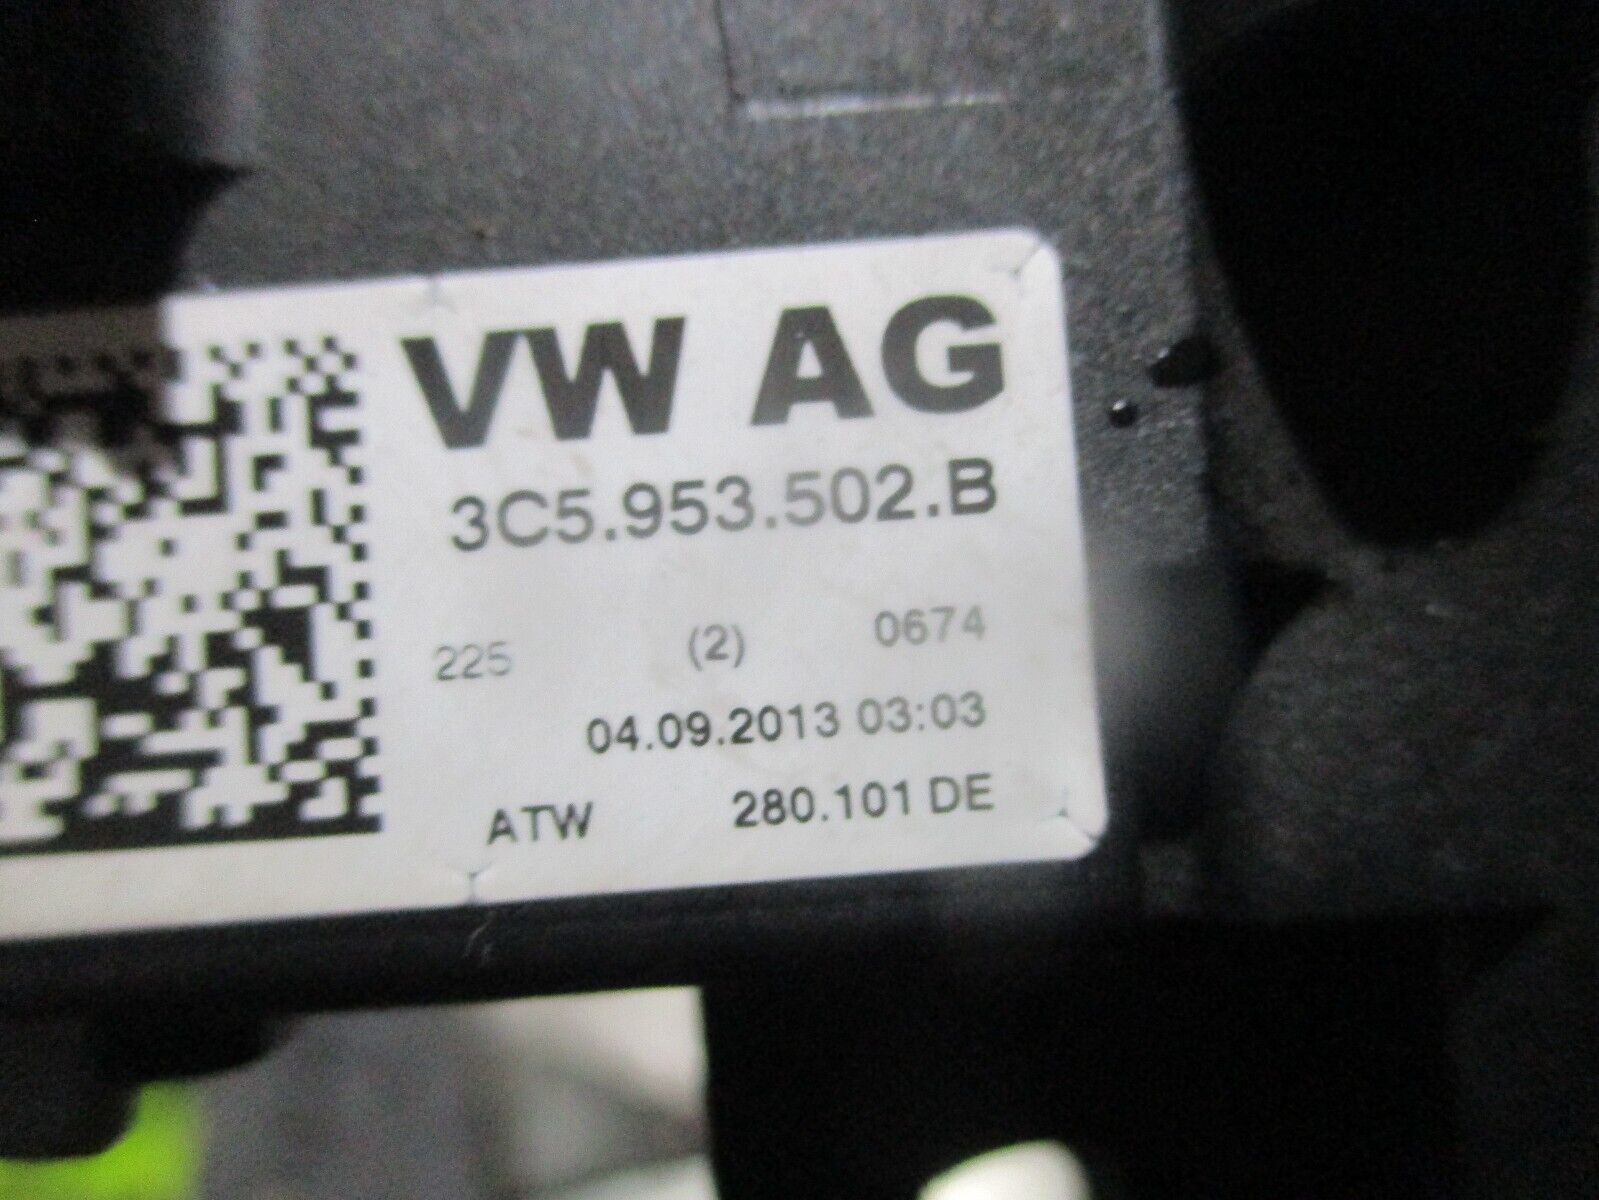 VW AG
3C5.953.502.B
225 (2) 0674
04.09.2013 03:03
ATW 280.101 DE